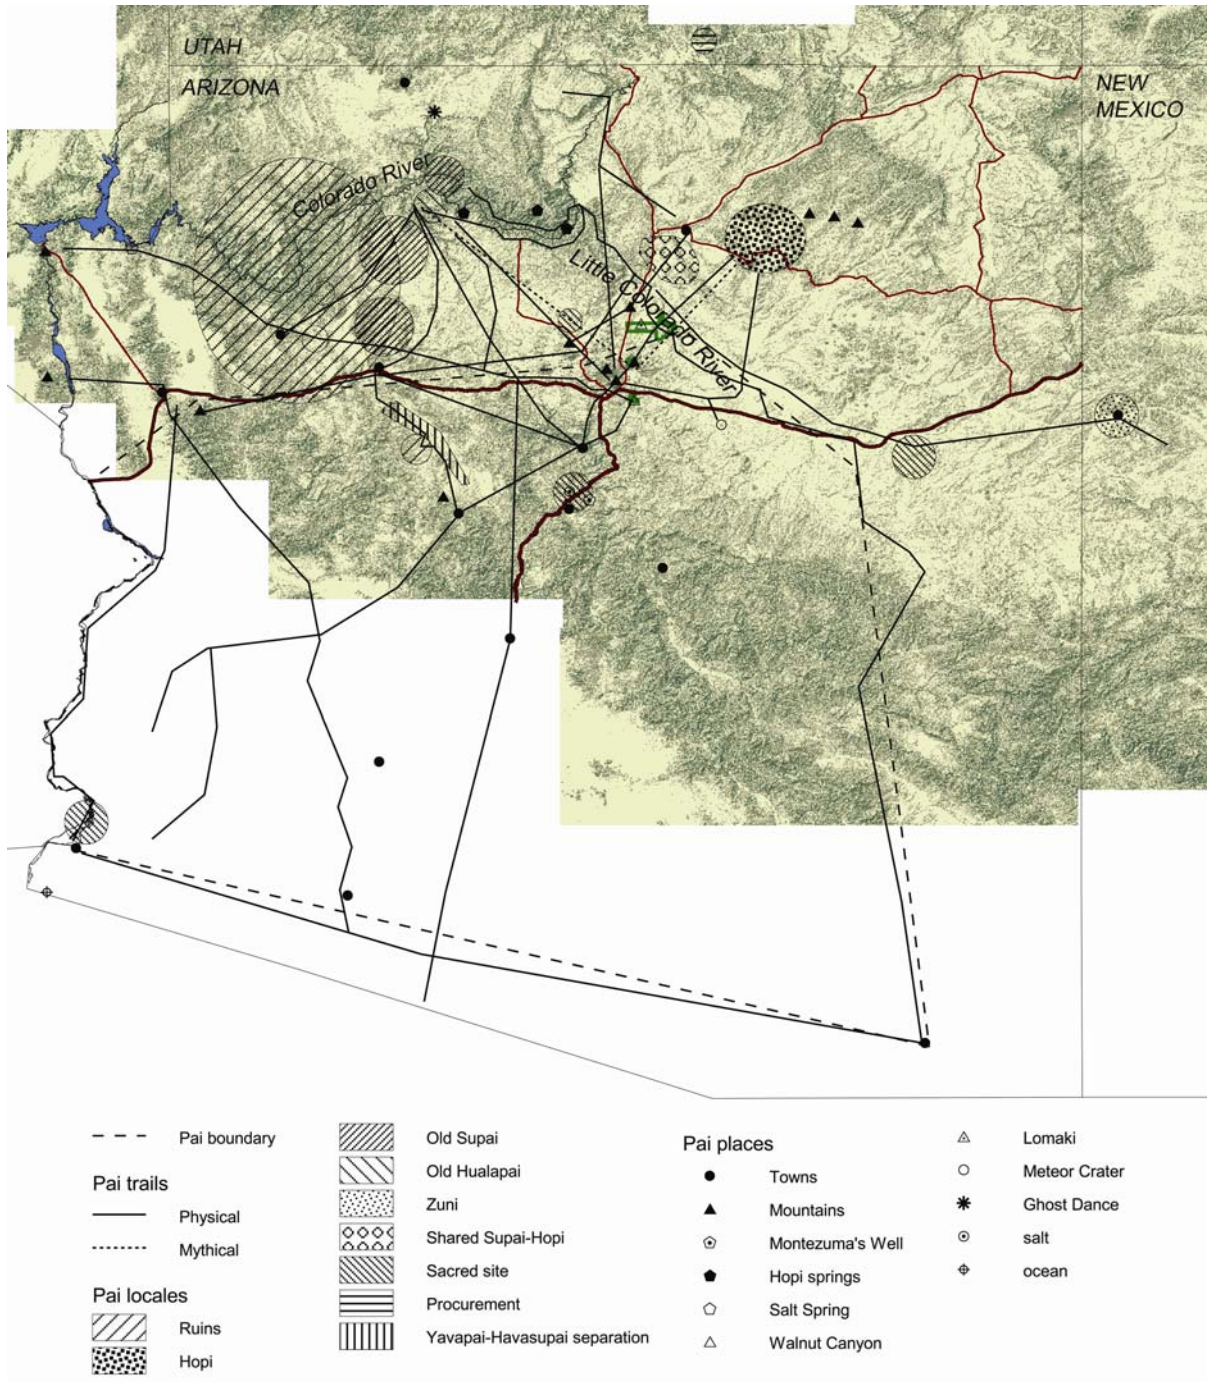 UTAH
ARIZONA
NEW
MEXICO
Colorado River
Little Colorado River
Pai boundary
Pai trails
Physical
Mythical
Pai locales
Ruins
Hopi
Old Supai
Old Hualapai
Zuni
Shared Supai-Hopi
Sacred site
Procurement
Yavapai-Havasupai separation
Pai places
Towns
Mountains
Montezuma's Well
Hopi springs
Salt Spring
Walnut Canyon
Lomaki
Meteor Crater
Ghost Dance
salt
ocean